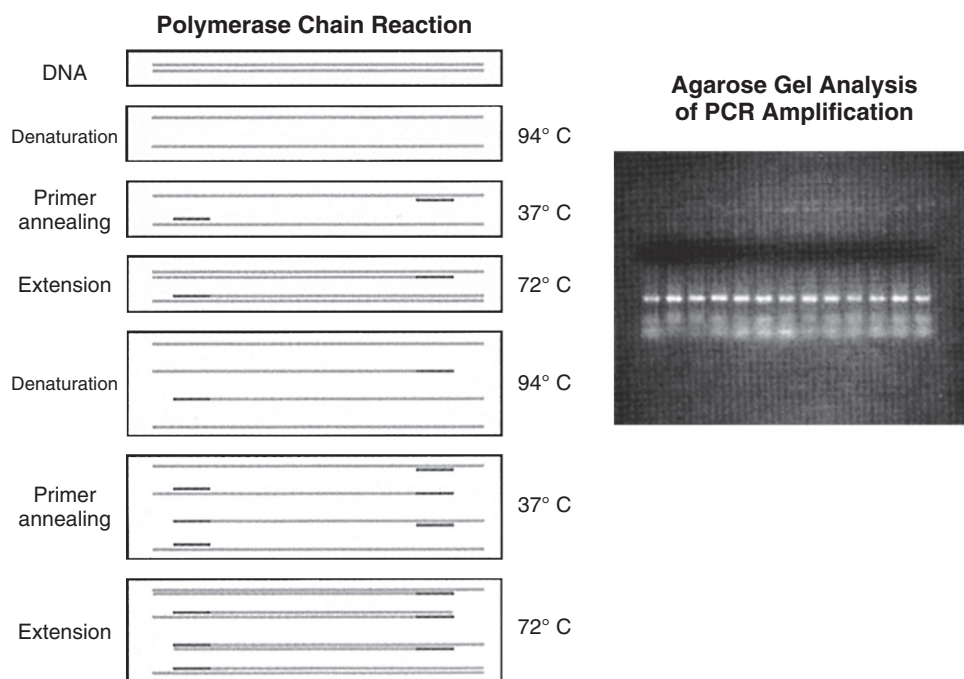 Polymerase Chain Reaction
DNA
Denaturation
94° C
Primer
annealing
37° C
Extension
72° C
Denaturation
94° C
Primer
annealing
37° C
Extension
72° C
Agarose Gel Analysis
of PCR Amplification